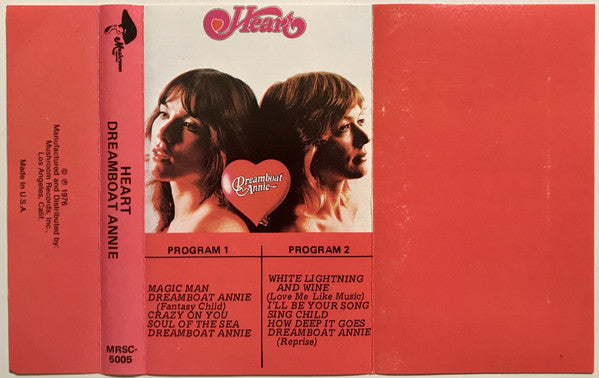 Mushroom
© ℗ 1976
Manufactured and Distributed by:
Mushroom Records, Inc.,
Los Angeles, Calif.
Made In U.S.A.
HEART
DREAMBOAT ANNIE
MRSC-
5005
Heart
Dreamboat
Annie
PROGRAM 1
MAGIC MAN
DREAMBOAT ANNIE
(Fantasy Child)
CRAZY ON YOU
SOUL OF THE SEA
DREAMBOAT ANNIE
PROGRAM 2
WHITE LIGHTNING
AND WINE
(Love Me Like Music)
I'LL BE YOUR SONG
SING CHILD
HOW DEEP IT GOES
DREAMBOAT ANNIE
(Reprise)